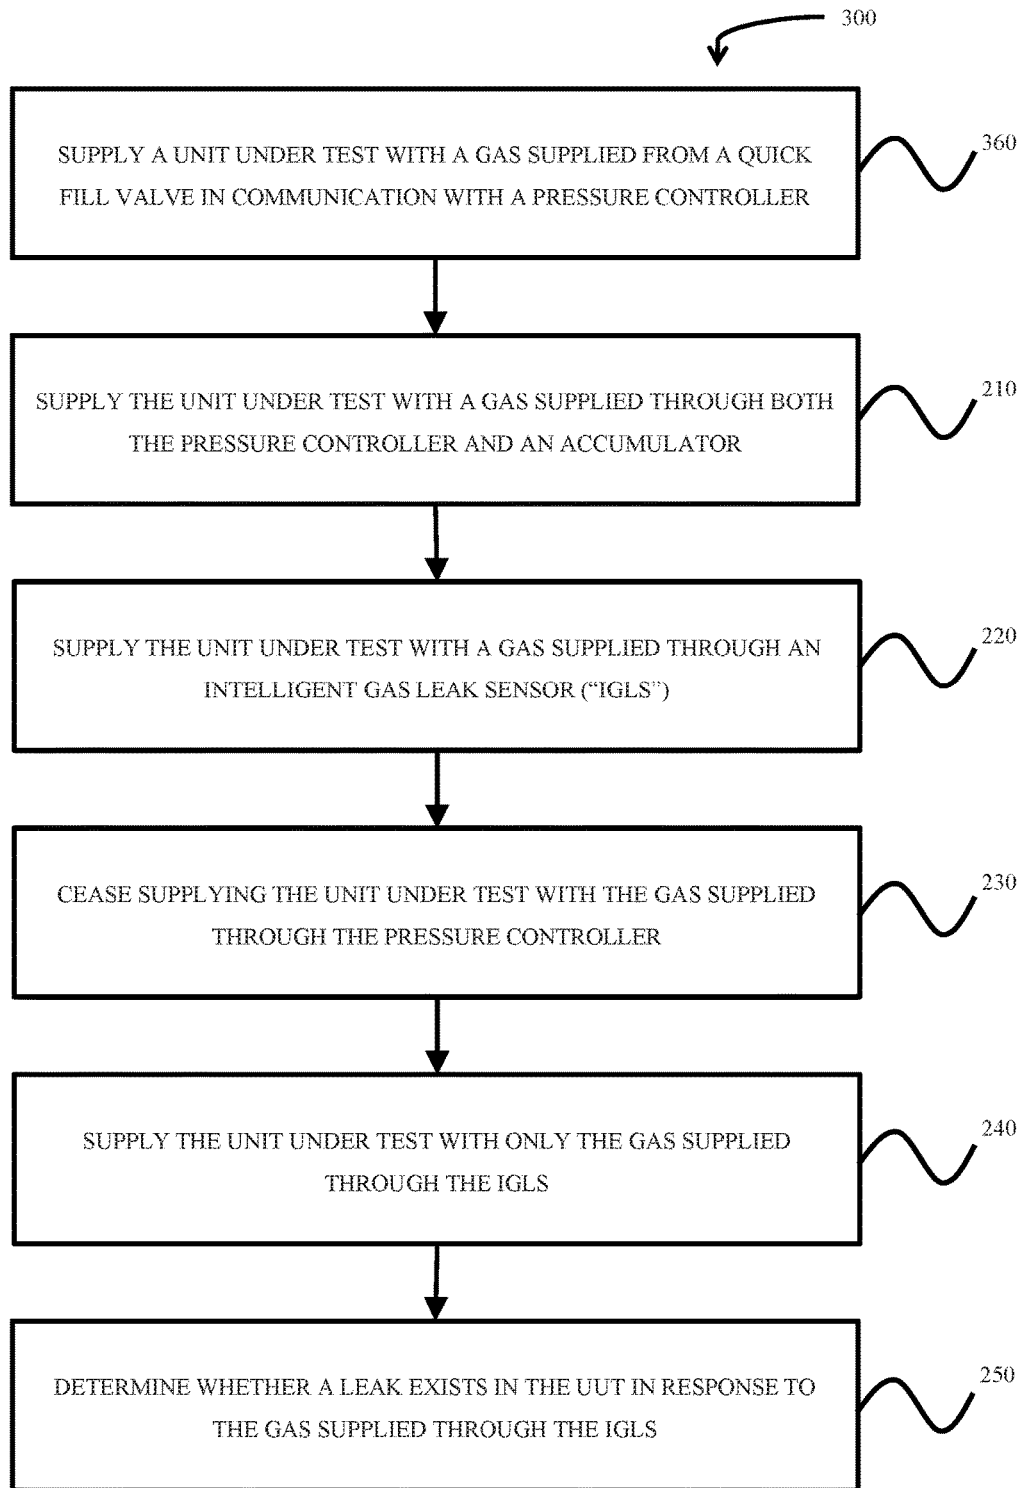 300
SUPPLY A UNIT UNDER TEST WITH A GAS SUPPLIED FROM A QUICK
FILL VALVE IN COMMUNICATION WITH A PRESSURE CONTROLLER
360
SUPPLY THE UNIT UNDER TEST WITH A GAS SUPPLIED THROUGH BOTH
THE PRESSURE CONTROLLER AND AN ACCUMULATOR
210
SUPPLY THE UNIT UNDER TEST WITH A GAS SUPPLIED THROUGH AN
INTELLIGENT GAS LEAK SENSOR (“IGLS”)
220
CEASE SUPPLYING THE UNIT UNDER TEST WITH THE GAS SUPPLIED
THROUGH THE PRESSURE CONTROLLER
230
SUPPLY THE UNIT UNDER TEST WITH ONLY THE GAS SUPPLIED
THROUGH THE IGLS
240
DETERMINE WHETHER A LEAK EXISTS IN THE UUT IN RESPONSE TO
THE GAS SUPPLIED THROUGH THE IGLS
250